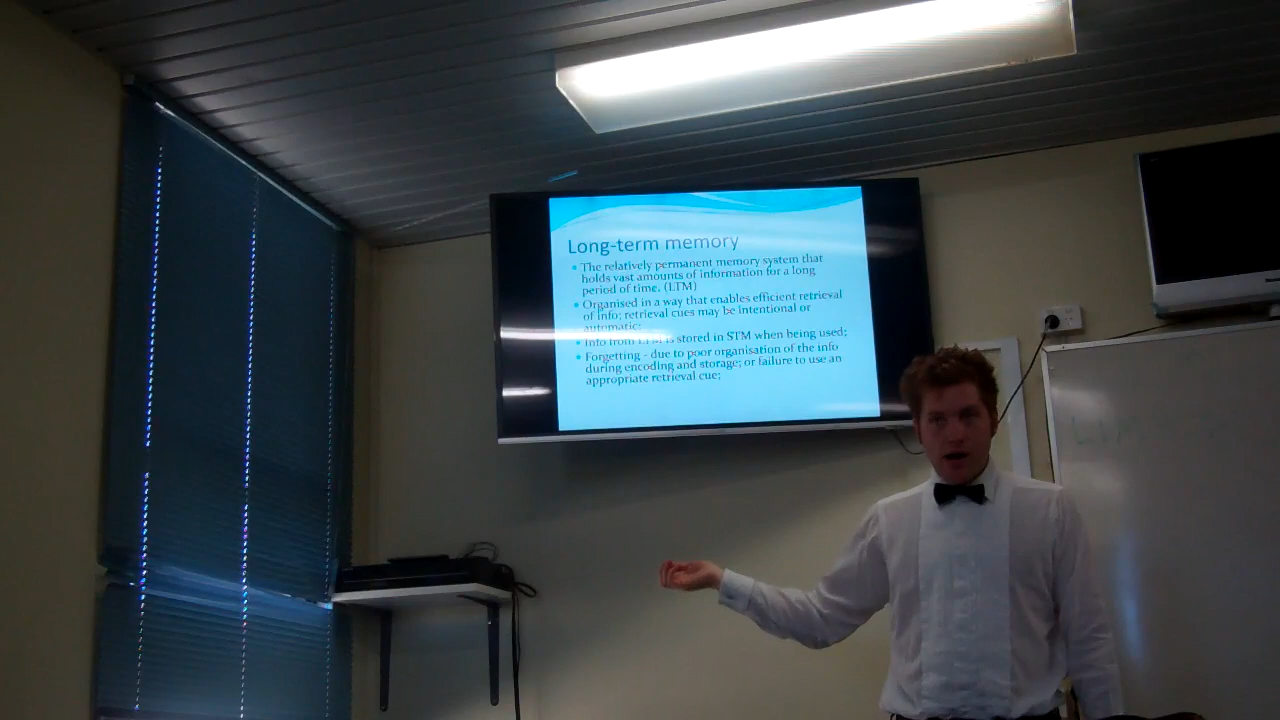 Long-term memory
• The relatively permanent memory system that
holds vast amounts of information for a long
period of time. (LTM)
• Organised in a way that enables efficient retrieval
of info; retrieval cues may be intentional or
automatic;
• Info from LTM is stored in STM when being used;
• Forgetting - due to poor organisation of the info
during encoding and storage; or failure to use an
appropriate retrieval cue;